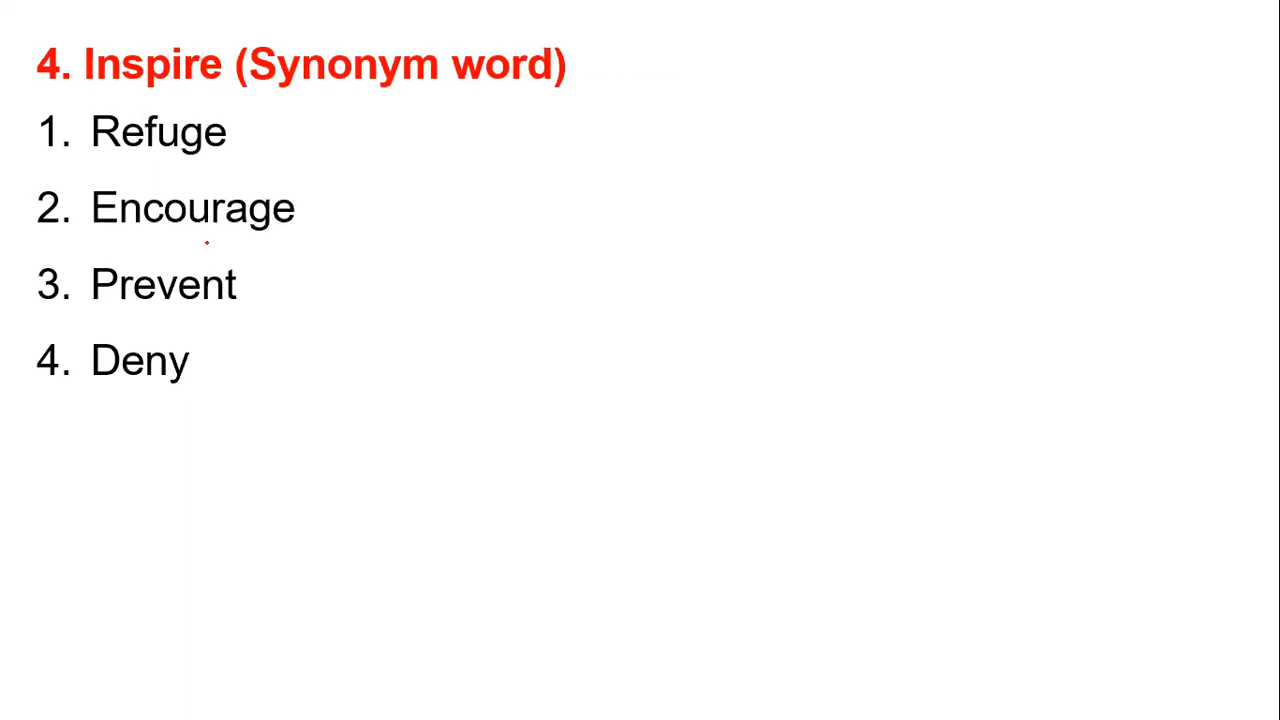 4. Inspire (Synonym word)
1. Refuge
2. Encourage
3. Prevent
4. Deny